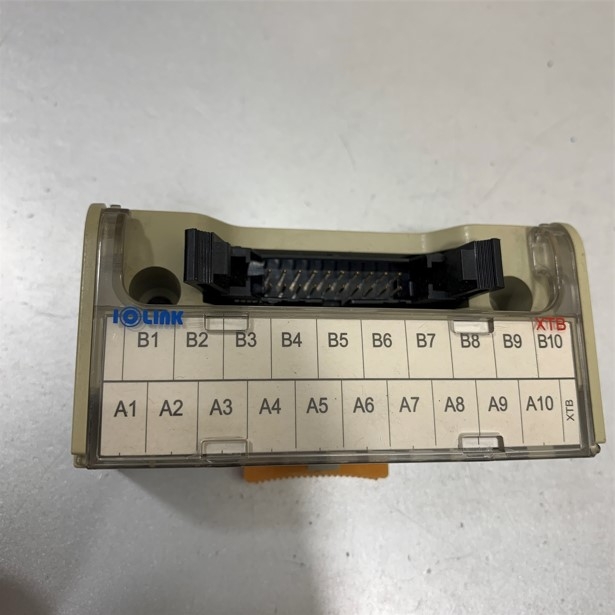 IOLINK XTB
B1 B2 B3 B4 B5 B6 B7 B8 B9 B10
A1 A2 A3 A4 A5 A6 A7 A8 A9 A10 XTB